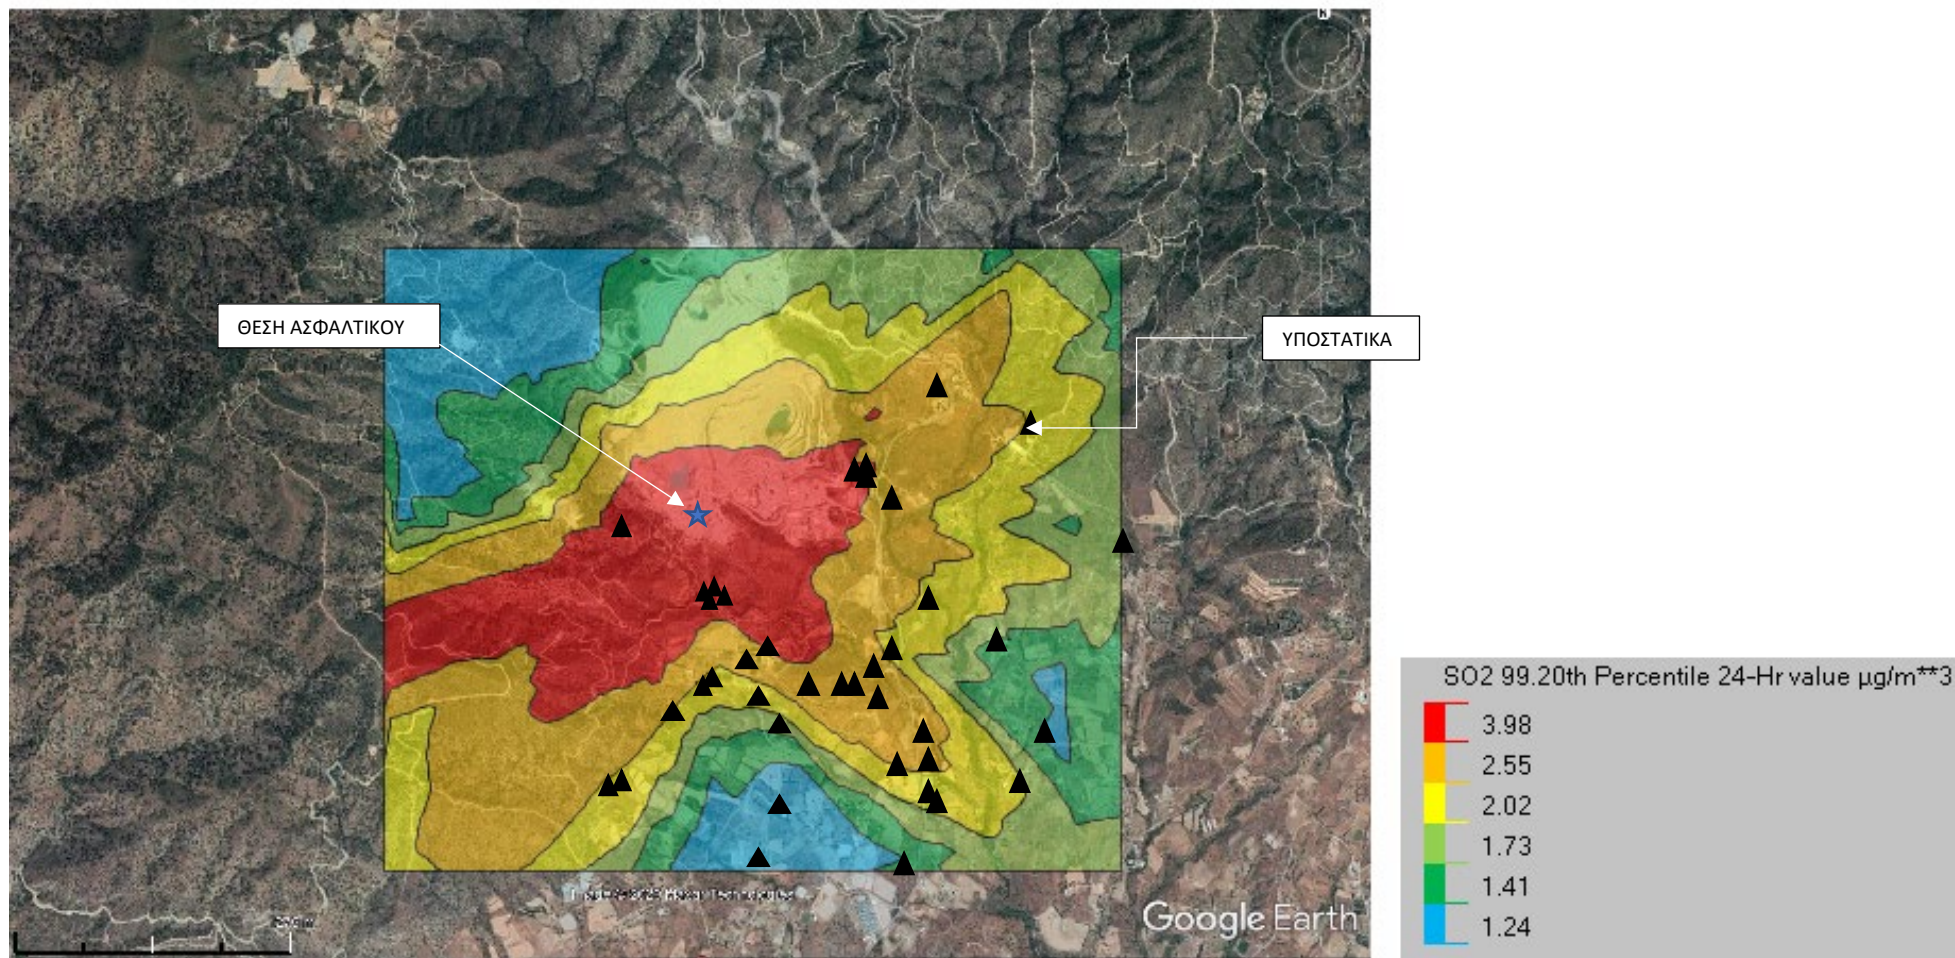 N
ΘΕΣΗ ΑΣΦΑΛΤΙΚΟΥ
ΥΠΟΣΤΑΤΙΚΑ
SO2 99.20th Percentile 24-Hr value µg/m**3
3.98
2.55
2.02
1.73
1.41
1.24
Google Earth